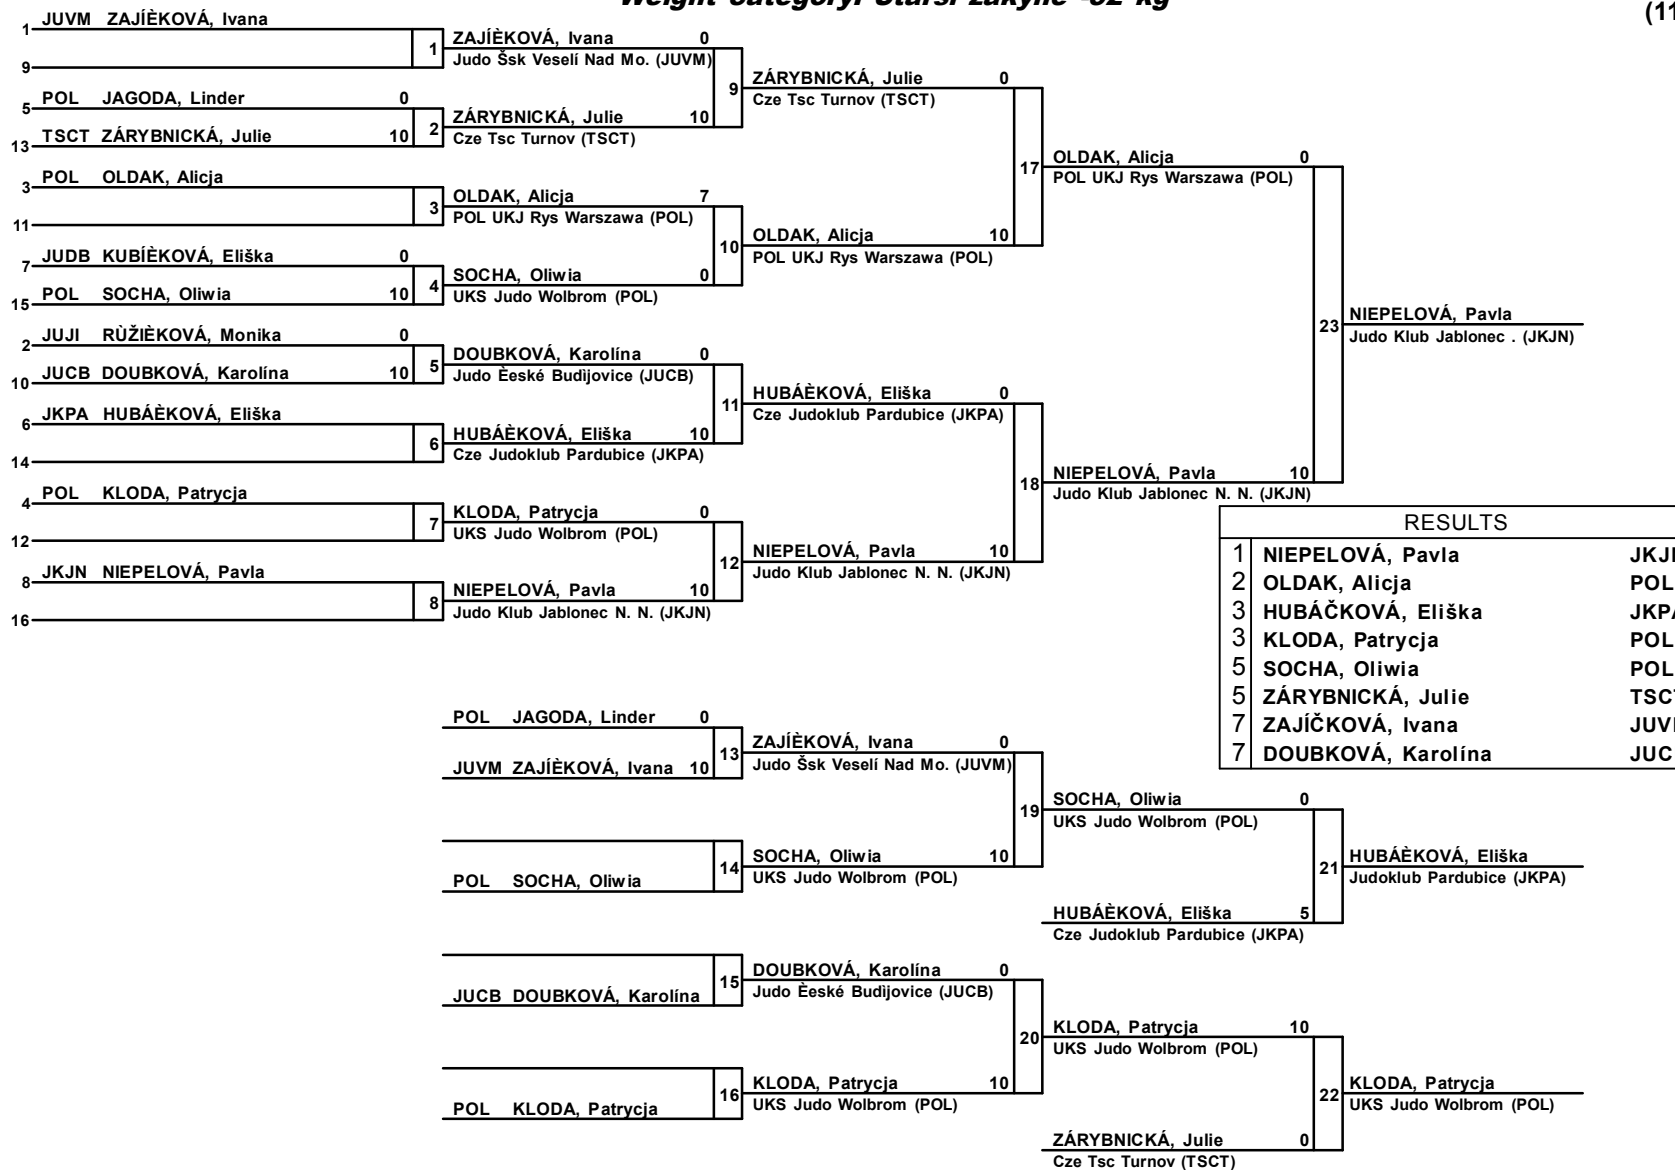 Weight category: Starší žákyně -52 kg
(11
JUVM ZAJÍÈKOVÁ, Ivana
1
9
1
ZAJÍÈKOVÁ, Ivana 0
Judo Šsk Veselí Nad Mo. (JUVM)
5 POL JAGODA, Linder 0
13 TSCT ZÁRYBNICKÁ, Julie 10
2
ZÁRYBNICKÁ, Julie 10
Cze Tsc Turnov (TSCT)
9
ZÁRYBNICKÁ, Julie 0
Cze Tsc Turnov (TSCT)
3 POL OLDAK, Alicja
11
3
OLDAK, Alicja 7
POL UKJ Rys Warszawa (POL)
7 JUDB KUBÍÈKOVÁ, Eliška 0
15 POL SOCHA, Oliwia 10
4
SOCHA, Oliwia 0
UKS Judo Wolbrom (POL)
10
OLDAK, Alicja 10
POL UKJ Rys Warszawa (POL)
17
OLDAK, Alicja 0
POL UKJ Rys Warszawa (POL)
2 JUJI RÙŽIÈKOVÁ, Monika 0
10 JUCB DOUBKOVÁ, Karolína 10
5
DOUBKOVÁ, Karolína 0
Judo Èeské Budìjovice (JUCB)
6 JKPA HUBÁÈKOVÁ, Eliška
14
6
HUBÁÈKOVÁ, Eliška 10
Cze Judoklub Pardubice (JKPA)
11
HUBÁÈKOVÁ, Eliška 0
Cze Judoklub Pardubice (JKPA)
4 POL KLODA, Patrycja
12
7
KLODA, Patrycja 0
UKS Judo Wolbrom (POL)
8 JKJN NIEPELOVÁ, Pavla
16
8
NIEPELOVÁ, Pavla 10
Judo Klub Jablonec N. N. (JKJN)
12
NIEPELOVÁ, Pavla 10
Judo Klub Jablonec N. N. (JKJN)
18
NIEPELOVÁ, Pavla 10
Judo Klub Jablonec N. N. (JKJN)
23
NIEPELOVÁ, Pavla
Judo Klub Jablonec . (JKJN)
RESULTS
1 NIEPELOVÁ, Pavla JKJN
2 OLDAK, Alicja POL
3 HUBÁČKOVÁ, Eliška JKPA
3 KLODA, Patrycja POL
5 SOCHA, Oliwia POL
5 ZÁRYBNICKÁ, Julie TSCT
7 ZAJÍČKOVÁ, Ivana JUVM
7 DOUBKOVÁ, Karolína JUC
POL JAGODA, Linder 0
JUVM ZAJÍÈKOVÁ, Ivana 10
13
ZAJÍÈKOVÁ, Ivana 0
Judo Šsk Veselí Nad Mo. (JUVM)
POL SOCHA, Oliwia
14
SOCHA, Oliwia 10
UKS Judo Wolbrom (POL)
19
SOCHA, Oliwia 0
UKS Judo Wolbrom (POL)
HUBÁÈKOVÁ, Eliška 5
Cze Judoklub Pardubice (JKPA)
21
HUBÁÈKOVÁ, Eliška
Judoklub Pardubice (JKPA)
JUCB DOUBKOVÁ, Karolína
15
DOUBKOVÁ, Karolína 0
Judo Èeské Budìjovice (JUCB)
POL KLODA, Patrycja
16
KLODA, Patrycja 10
UKS Judo Wolbrom (POL)
20
KLODA, Patrycja 10
UKS Judo Wolbrom (POL)
ZÁRYBNICKÁ, Julie 0
Cze Tsc Turnov (TSCT)
22
KLODA, Patrycja
UKS Judo Wolbrom (POL)